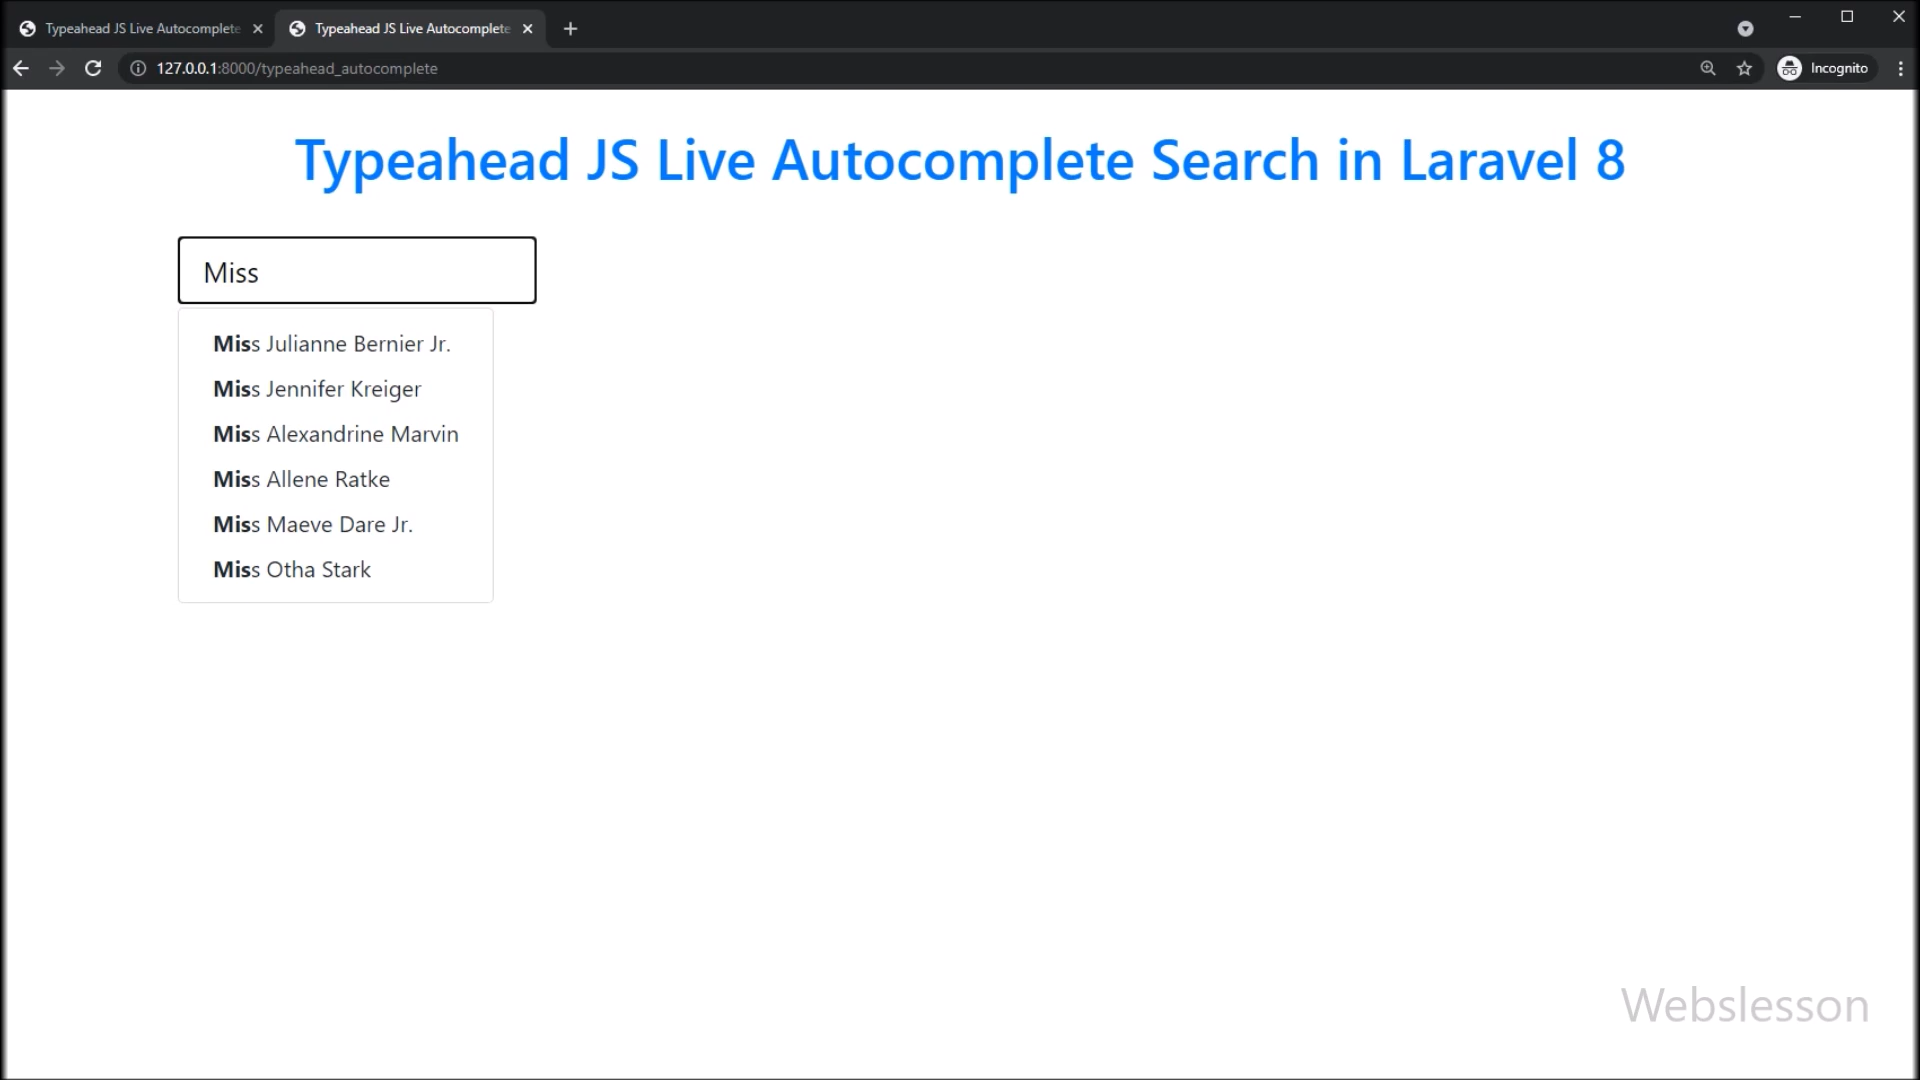 Typeahead JS Live Autocomplete
Typeahead JS Live Autocomplete
127.0.0.1:8000/typeahead_autocomplete
Incognito
Typeahead JS Live Autocomplete Search in Laravel 8
Miss
Miss Julianne Bernier Jr.
Miss Jennifer Kreiger
Miss Alexandrine Marvin
Miss Allene Ratke
Miss Maeve Dare Jr.
Miss Otha Stark
Webslesson